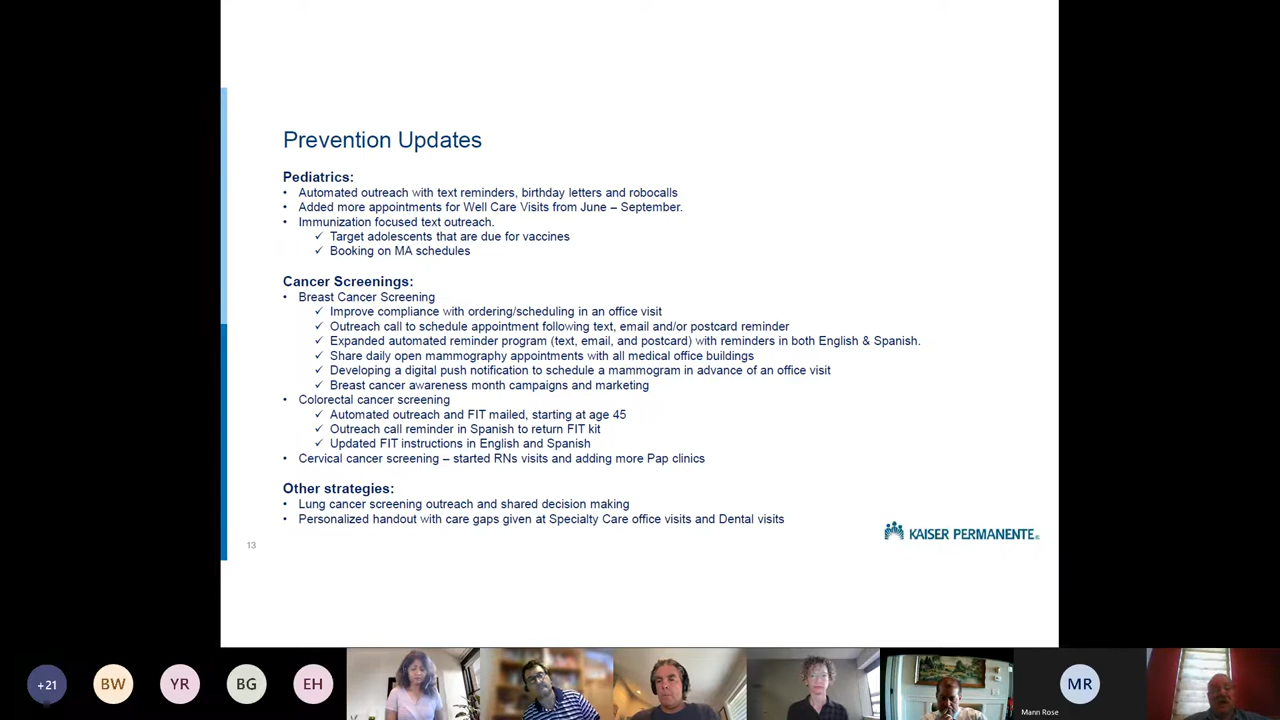 Prevention Updates
Pediatrics:
• Automated outreach with text reminders, birthday letters and robocalls
• Added more appointments for Well Care Visits from June – September.
• Immunization focused text outreach.
✓ Target adolescents that are due for vaccines
✓ Booking on MA schedules
Cancer Screenings:
• Breast Cancer Screening
✓ Improve compliance with ordering/scheduling in an office visit
✓ Outreach call to schedule appointment following text, email and/or postcard reminder
✓ Expanded automated reminder program (text, email, and postcard) with reminders in both English & Spanish.
✓ Share daily open mammography appointments with all medical office buildings
✓ Developing a digital push notification to schedule a mammogram in advance of an office visit
✓ Breast cancer awareness month campaigns and marketing
• Colorectal cancer screening
✓ Automated outreach and FIT mailed, starting at age 45
✓ Outreach call reminder in Spanish to return FIT kit
✓ Updated FIT instructions in English and Spanish
• Cervical cancer screening – started RNs visits and adding more Pap clinics
Other strategies:
• Lung cancer screening outreach and shared decision making
• Personalized handout with care gaps given at Specialty Care office visits and Dental visits
KAISER PERMANENTE®
13
+21
BW
YR
BG
EH
MR
Mann Rose